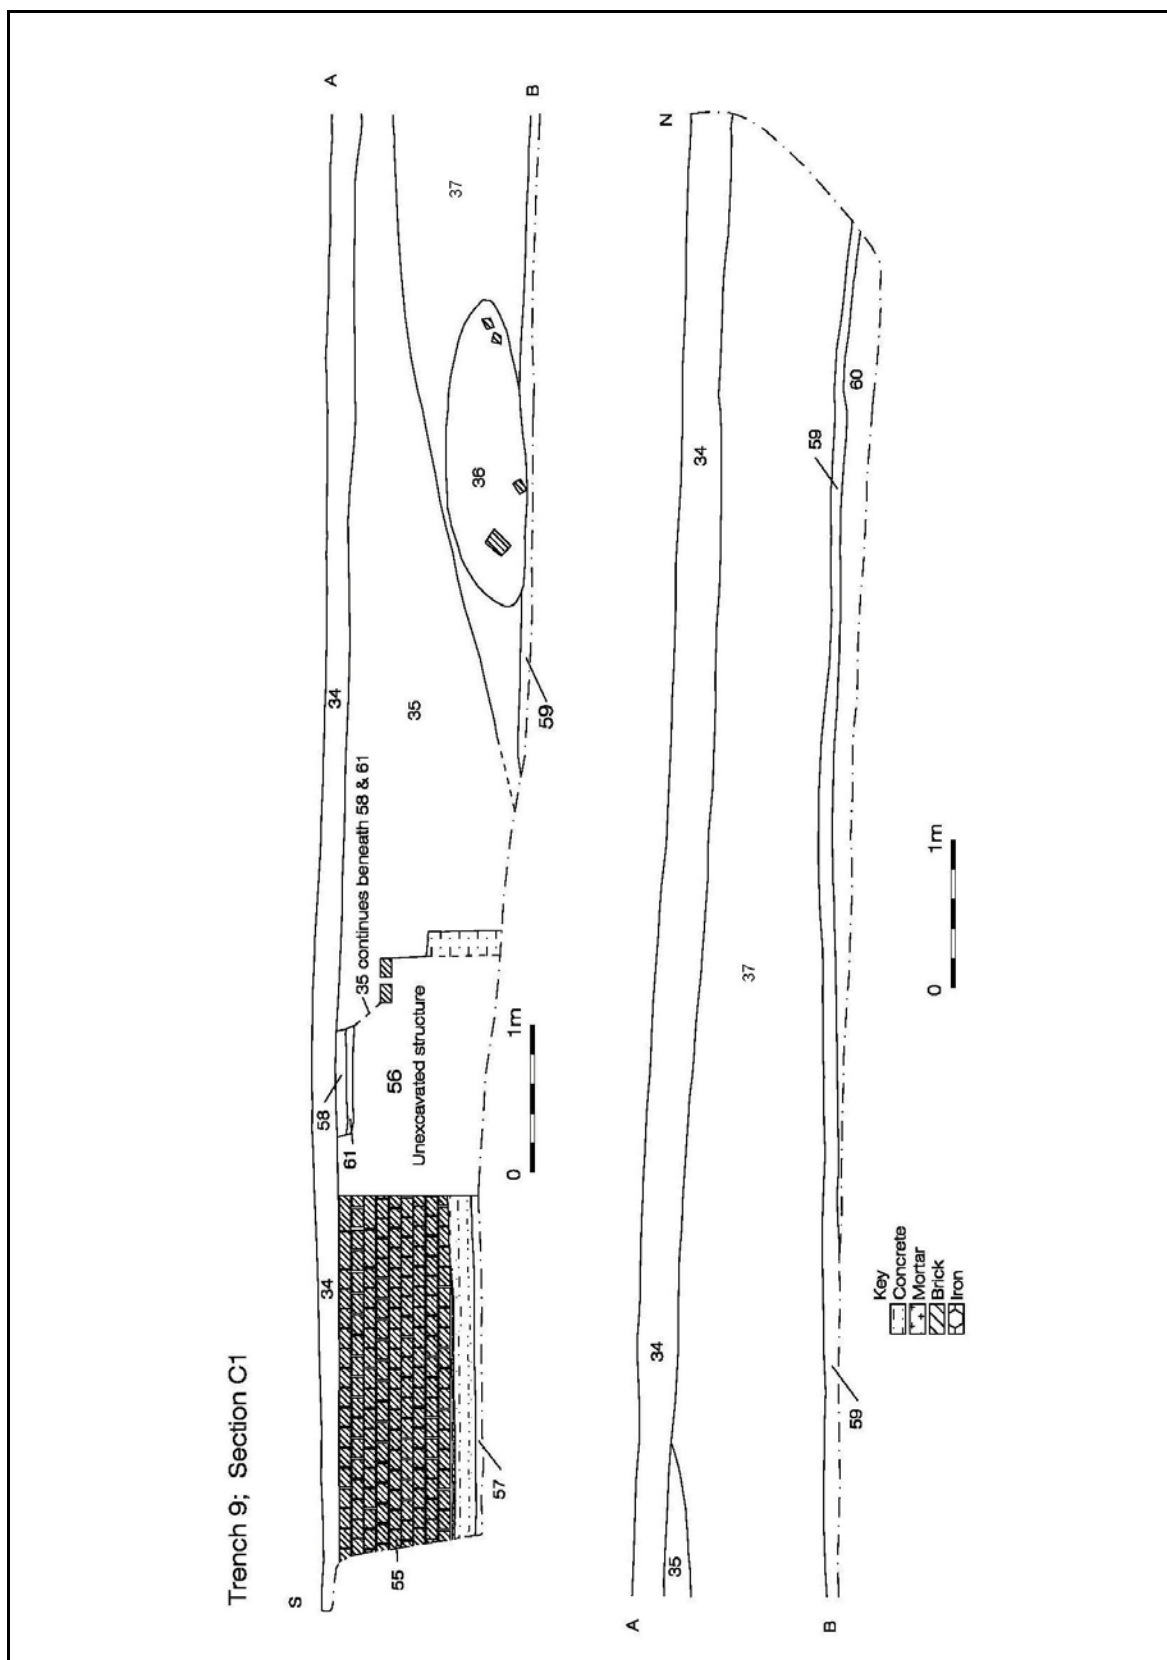 Trench 9; Section C1
S
A
34
34
58
61
35 continues beneath 58 & 61
35
37
36
56
Unexcavated structure
55
57
59
B
0
1m
A
N
34
34
35
37
59
59
60
B
0
1m
Key
Concrete
Mortar
Brick
Iron